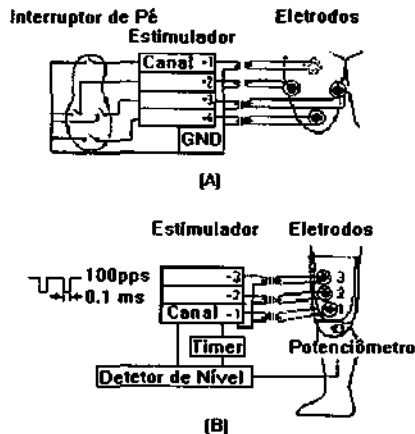 Interruptor de Pé
Eletrodos
Estimulador
Canal -1
-2
-3
-4
GND
(A)
Estimulador
Eletrodos
100pps
0.1 ms
-3
-2
Canal -1
3
2
1
Timer
Potenciômetro
Detetor de Nível
(B)